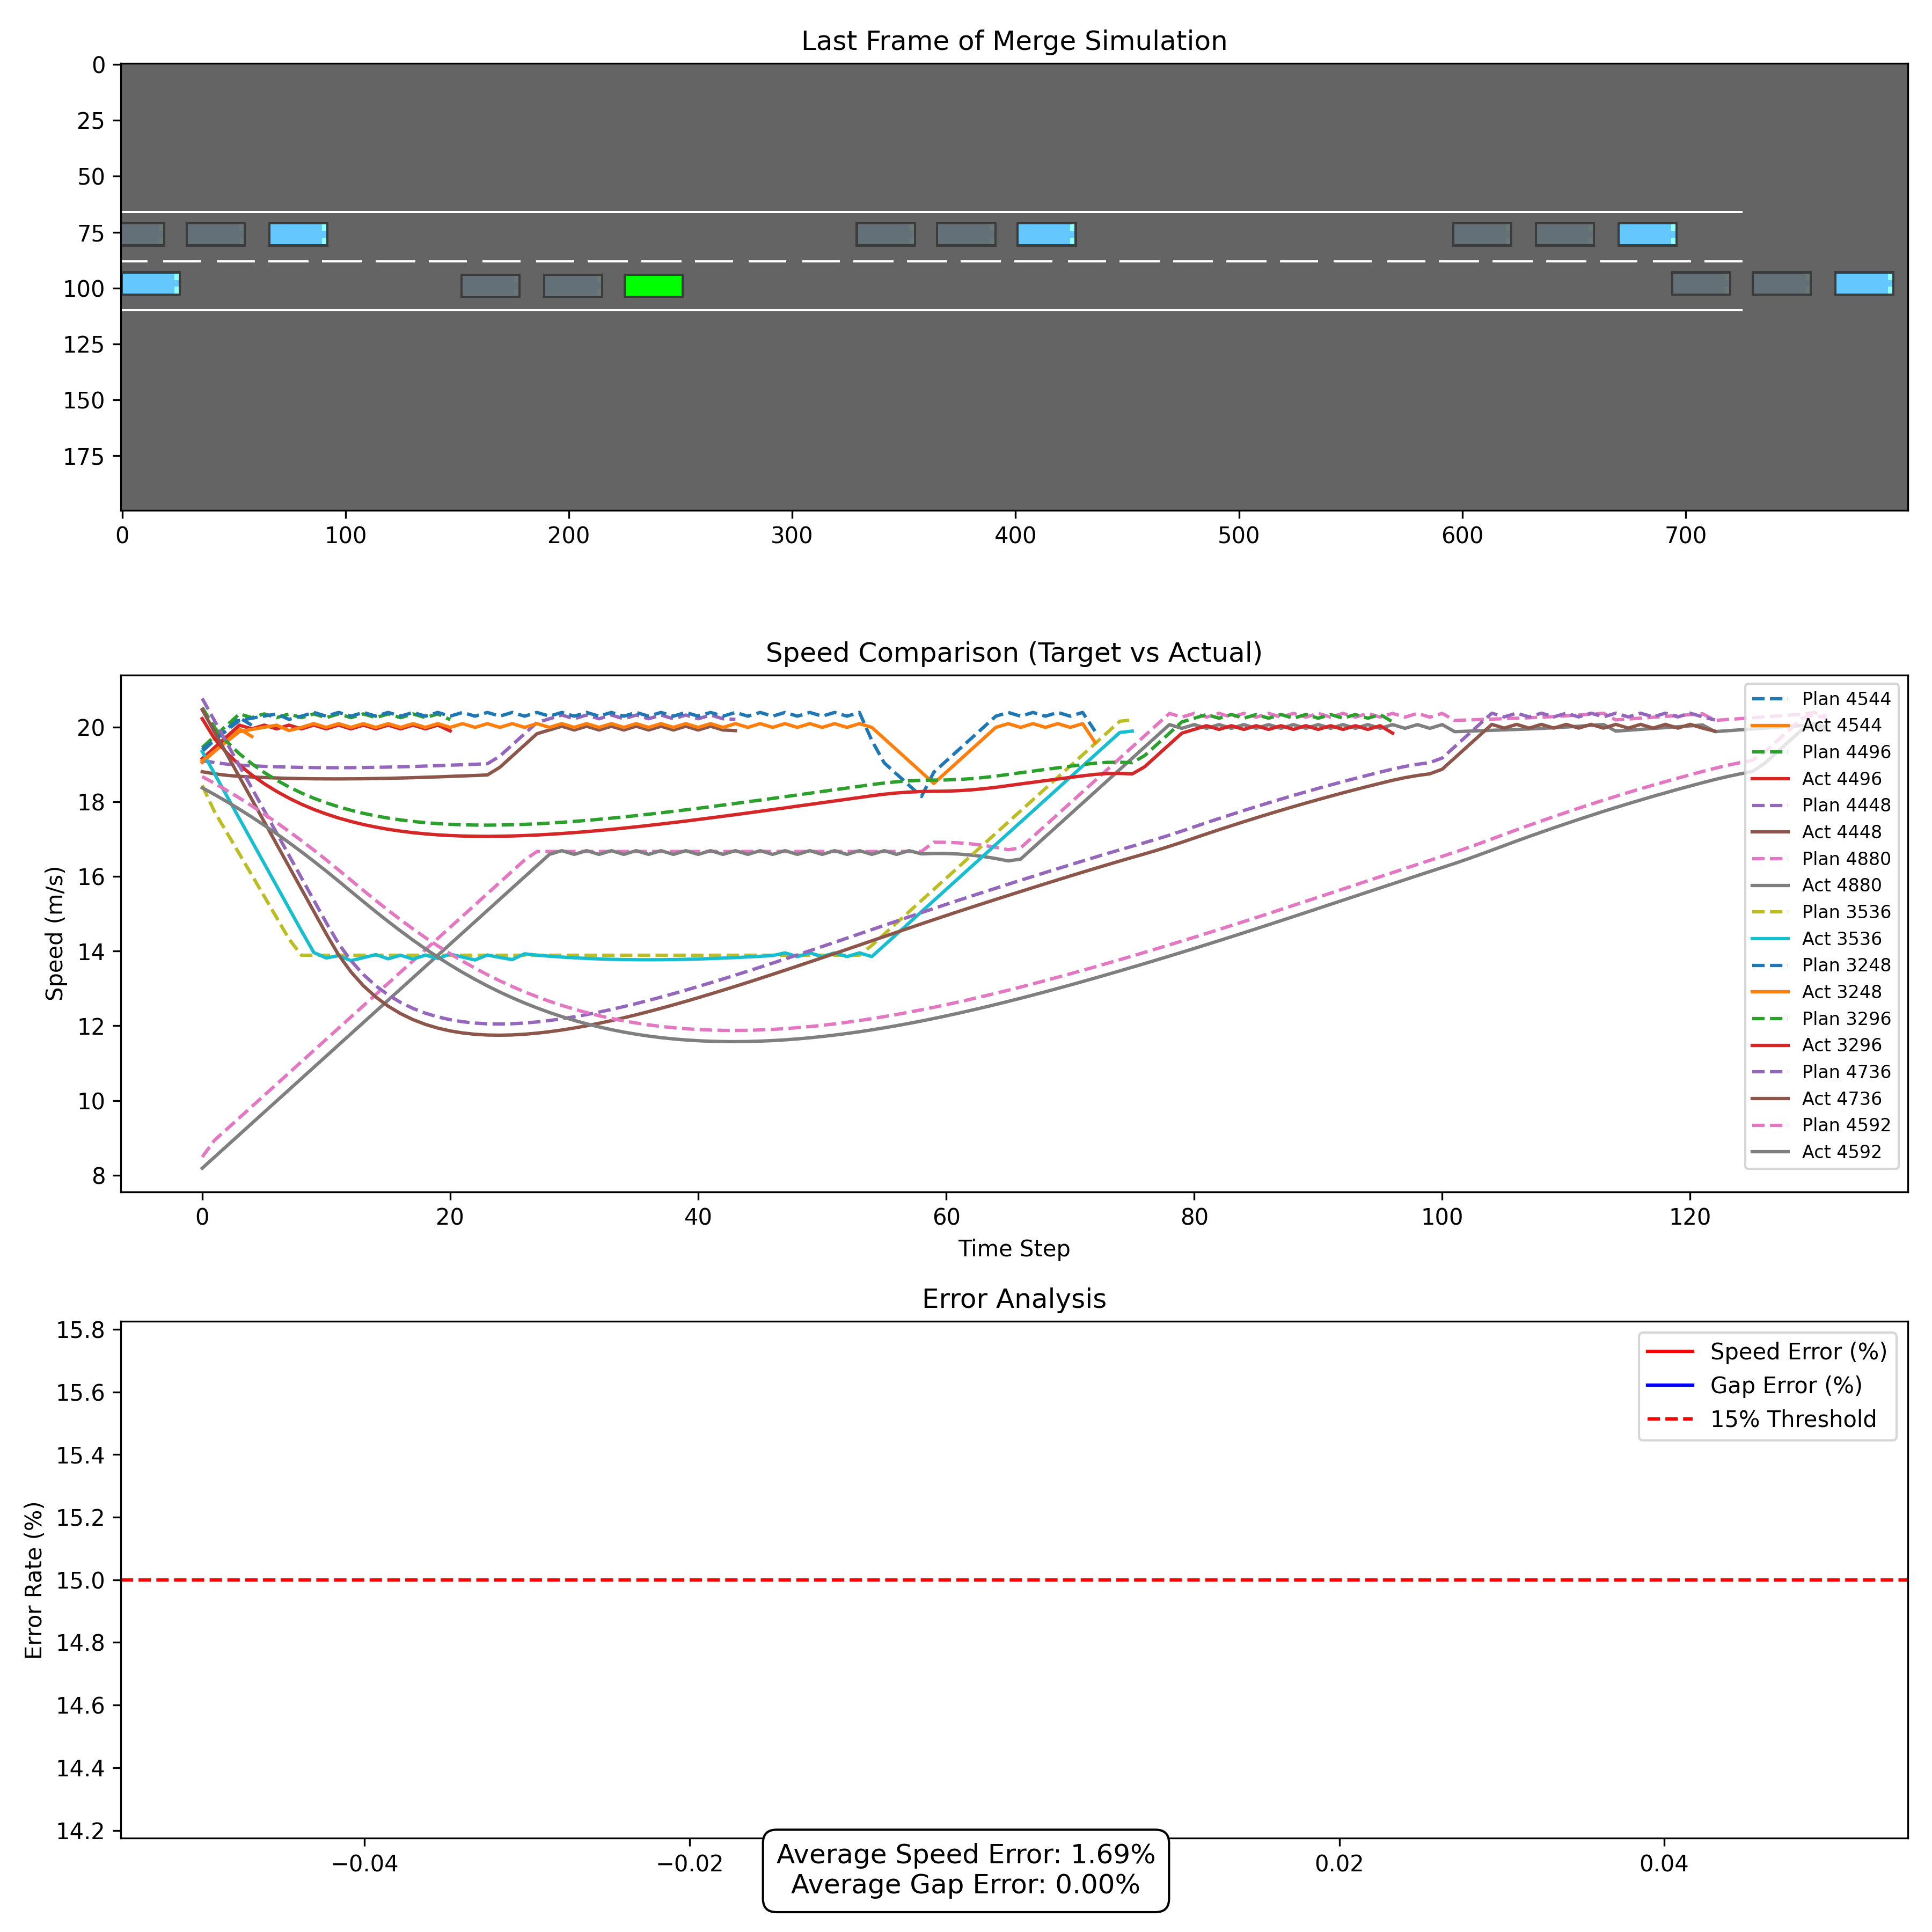 Last Frame of Merge Simulation
0
25
50
75
100
125
150
175
0 100 200 300 400 500 600 700
Speed Comparison (Target vs Actual)
Speed (m/s)
20
18
16
14
12
10
8
Plan 4544
Act 4544
Plan 4496
Act 4496
Plan 4448
Act 4448
Plan 4880
Act 4880
Plan 3536
Act 3536
Plan 3248
Act 3248
Plan 3296
Act 3296
Plan 4736
Act 4736
Plan 4592
Act 4592
0 20 40 60 80 100 120
Time Step
Error Analysis
Error Rate (%)
15.8
15.6
15.4
15.2
15.0
14.8
14.6
14.4
14.2
Speed Error (%)
Gap Error (%)
15% Threshold
−0.04 −0.02 0.02 0.04
Average Speed Error: 1.69%
Average Gap Error: 0.00%